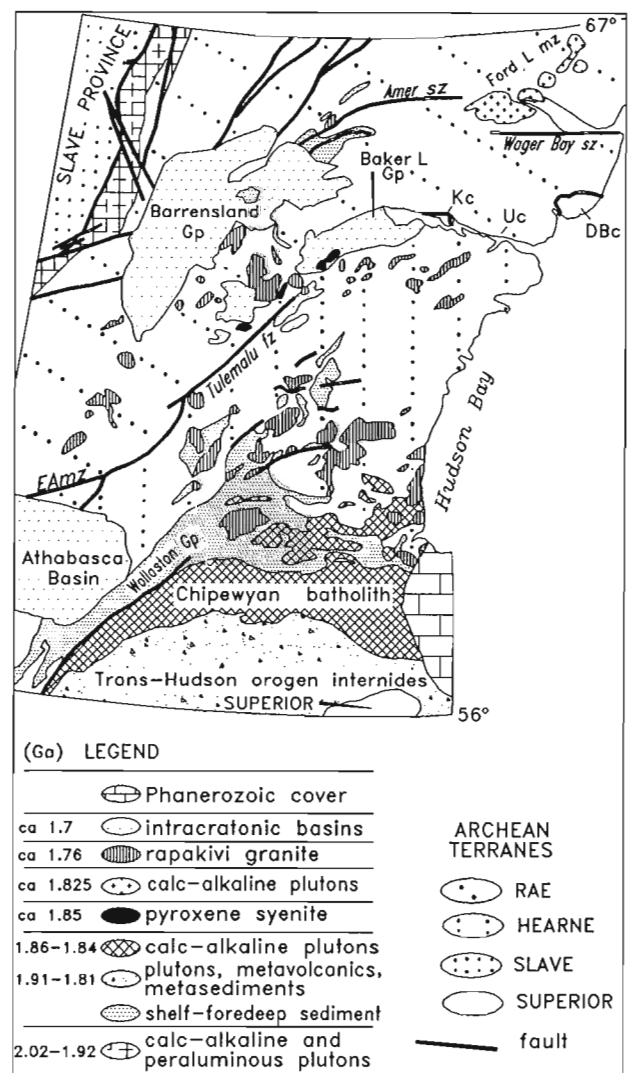 67°
SLAVE PROVINCE
Ford L mz
Amer sz
Wager Bay sz
Baker L
Gp
Kc
Uc
DBc
Barrensland
Gp
Tulemalu fz
Hudson Bay
EAmz
Athabasca
Basin
Wollaston Gp
Chipewyan batholith
Trans-Hudson orogen internides
SUPERIOR
56°
(Ga) LEGEND
Phanerozoic cover
ca 1.7 intracratonic basins
ca 1.76 rapakivi granite
ca 1.825 calc-alkaline plutons
ca 1.85 pyroxene syenite
1.86-1.84 calc-alkaline plutons
1.91-1.81 plutons, metavolcanics,
metasediments
shelf-foredeep sediment
2.02-1.92 calc-alkaline and
peraluminous plutons
ARCHEAN
TERRANES
RAE
HEARNE
SLAVE
SUPERIOR
fault